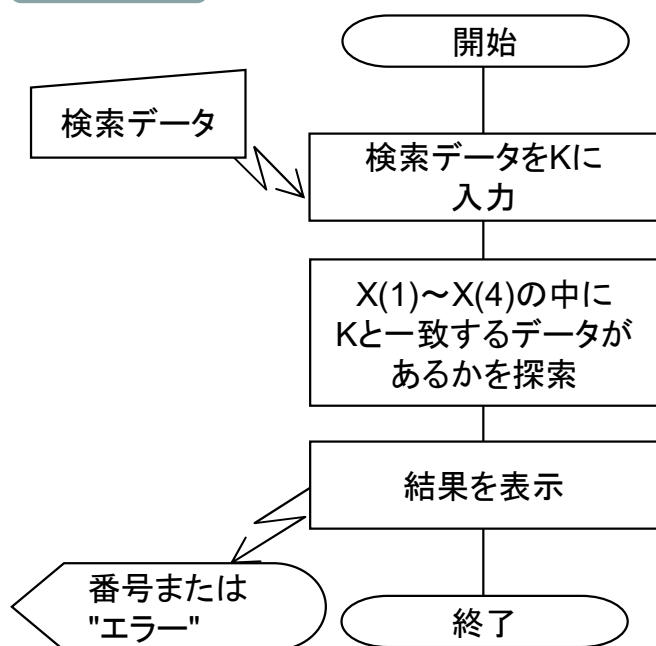 開始
検索データ
検索データをKに
入力
X(1)～X(4)の中に
Kと一致するデータが
あるかを探索
結果を表示
番号または
"エラー"
終了